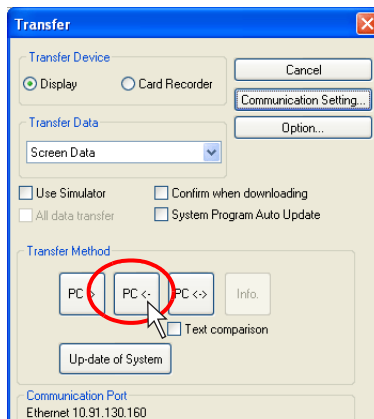 Transfer
Transfer Device
Display
Card Recorder
Cancel
Communication Setting...
Transfer Data
Option...
Screen Data
Use Simulator
Confirm when downloading
All data transfer
System Program Auto Update
Transfer Method
PC ->
PC <-
PC <->
Info.
Text comparison
Up-date of System
Communication Port
Ethernet 10.91.130.160